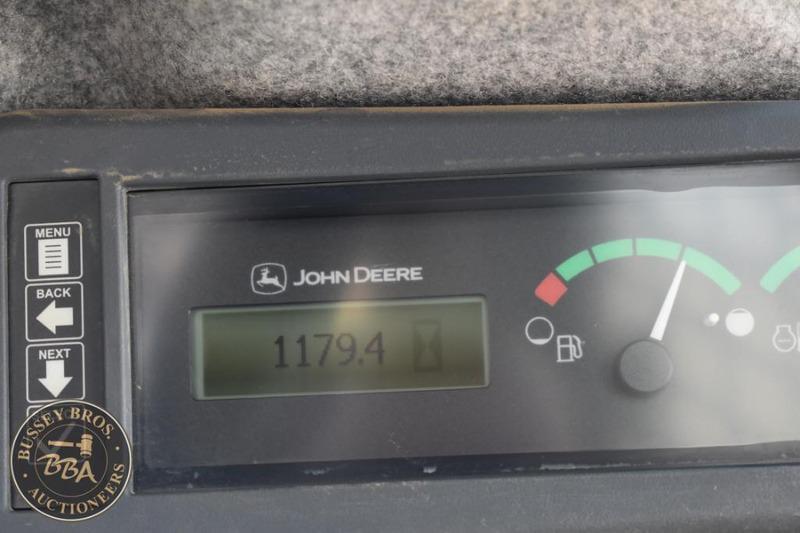 MENU
BACK
NEXT
JOHN DEERE
1179.4
BUSSEY BROS.
BBA
AUCTIONEERS